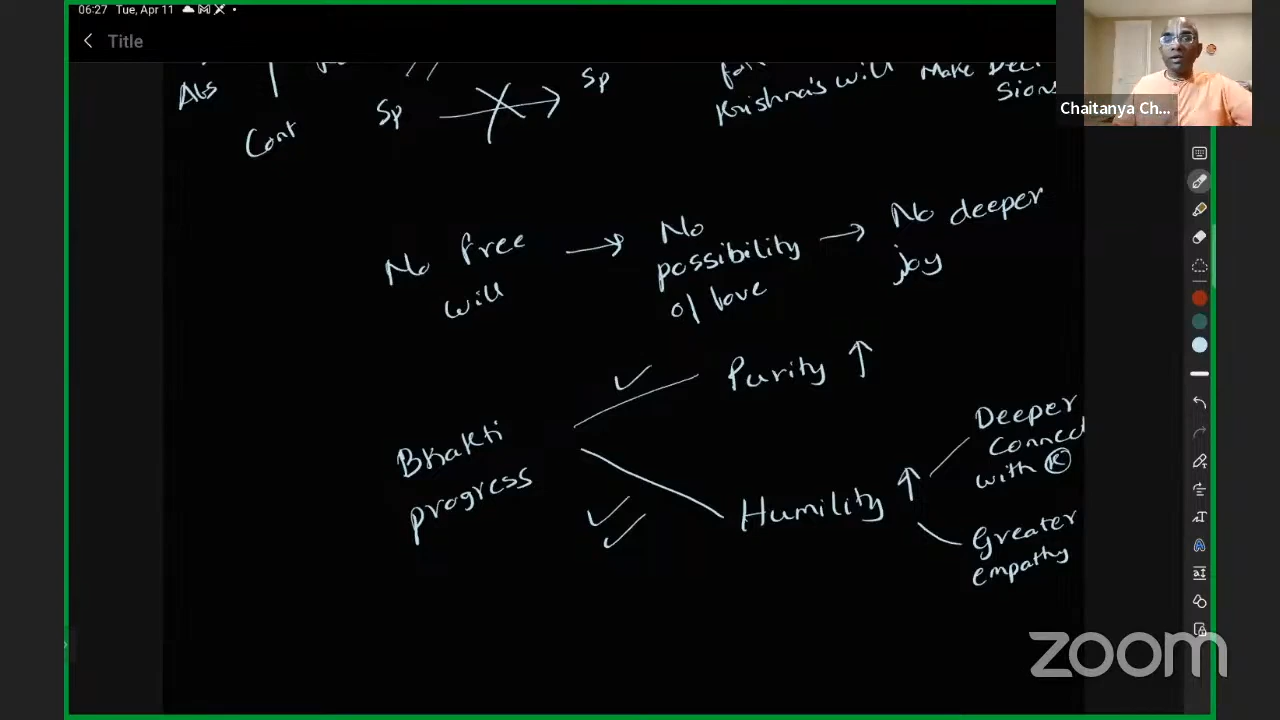 06:27 Tue, Apr 11
Title
Chaitanya Ch...
Abs
Cont
Sp
Sp
Krishna's will
Make Deci
sions
No free
will
No
possibility
of love
No deeper
joy
Bhakti
progress
Purity
Humility
Deeper
Connect
with K
Greater
empathy
zoom